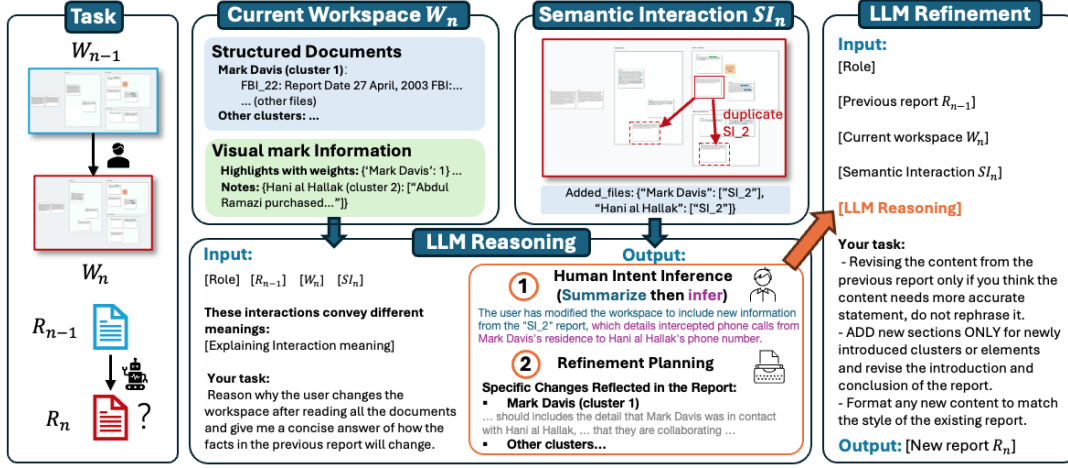 Task
W_{n-1}
W_n
R_{n-1}
R_n ?
Current Workspace W_n
Structured Documents
Mark Davis (cluster 1):
FBI_22: Report Date 27 April, 2003 FBI:...
... (other files)
Other clusters: ...
Visual mark Information
Highlights with weights: {‘Mark Davis’: 1} ...
Notes: {Hani al Hallak (cluster 2): [“Abdul
Ramazi purchased...”]}
Semantic Interaction SI_n
duplicate
SI_2
Added_files: {“Mark Davis”: [”SI_2”],
“Hani al Hallak”: [“SI_2”]}
LLM Reasoning
Input:
[Role] [R_{n-1}] [W_n] [SI_n]
These interactions convey different
meanings:
[Explaining Interaction meaning]
Your task:
Reason why the user changes the
workspace after reading all the documents
and give me a concise answer of how the
facts in the previous report will change.
Output:
1 Human Intent Inference
(Summarize then infer)
The user has modified the workspace to include new information
from the "SI_2" report, which details intercepted phone calls from
Mark Davis's residence to Hani al Hallak's phone number.
2 Refinement Planning
Specific Changes Reflected in the Report:
▪ Mark Davis (cluster 1)
... should includes the detail that Mark Davis was in contact
with Hani al Hallak, ... that they are collaborating ...
▪ Other clusters...
LLM Refinement
Input:
[Role]
[Previous report R_{n-1}]
[Current workspace W_n]
[Semantic Interaction SI_n]
[LLM Reasoning]
Your task:
- Revising the content from the
previous report only if you think the
content needs more accurate
statement, do not rephrase it.
- ADD new sections ONLY for newly
introduced clusters or elements
and revise the introduction and
conclusion of the report.
- Format any new content to match
the style of the existing report.
Output: [New report R_n]